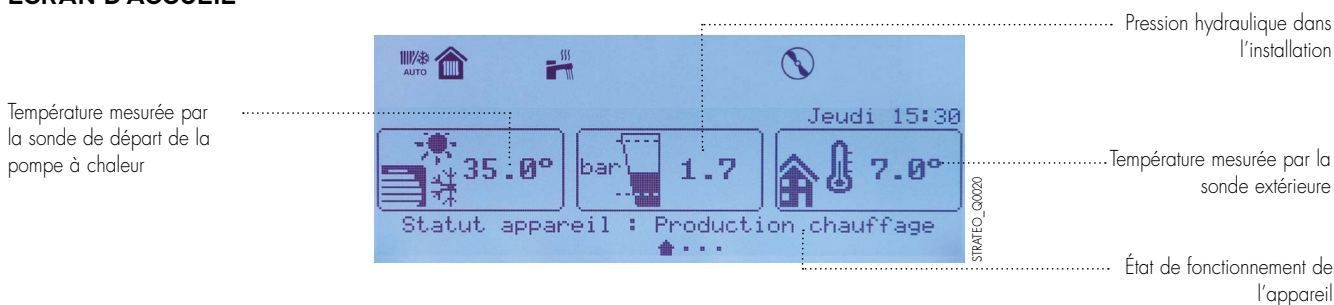 ÉCRAN D'ACCUEIL
Pression hydraulique dans
l'installation
AUTO
Température mesurée par
la sonde de départ de la
pompe à chaleur
Jeudi 15:30
35.0°
bar 1.7
7.0°
Température mesurée par la
sonde extérieure
Statut appareil : Production chauffage
STRATEO_Q0020
État de fonctionnement de
l'appareil